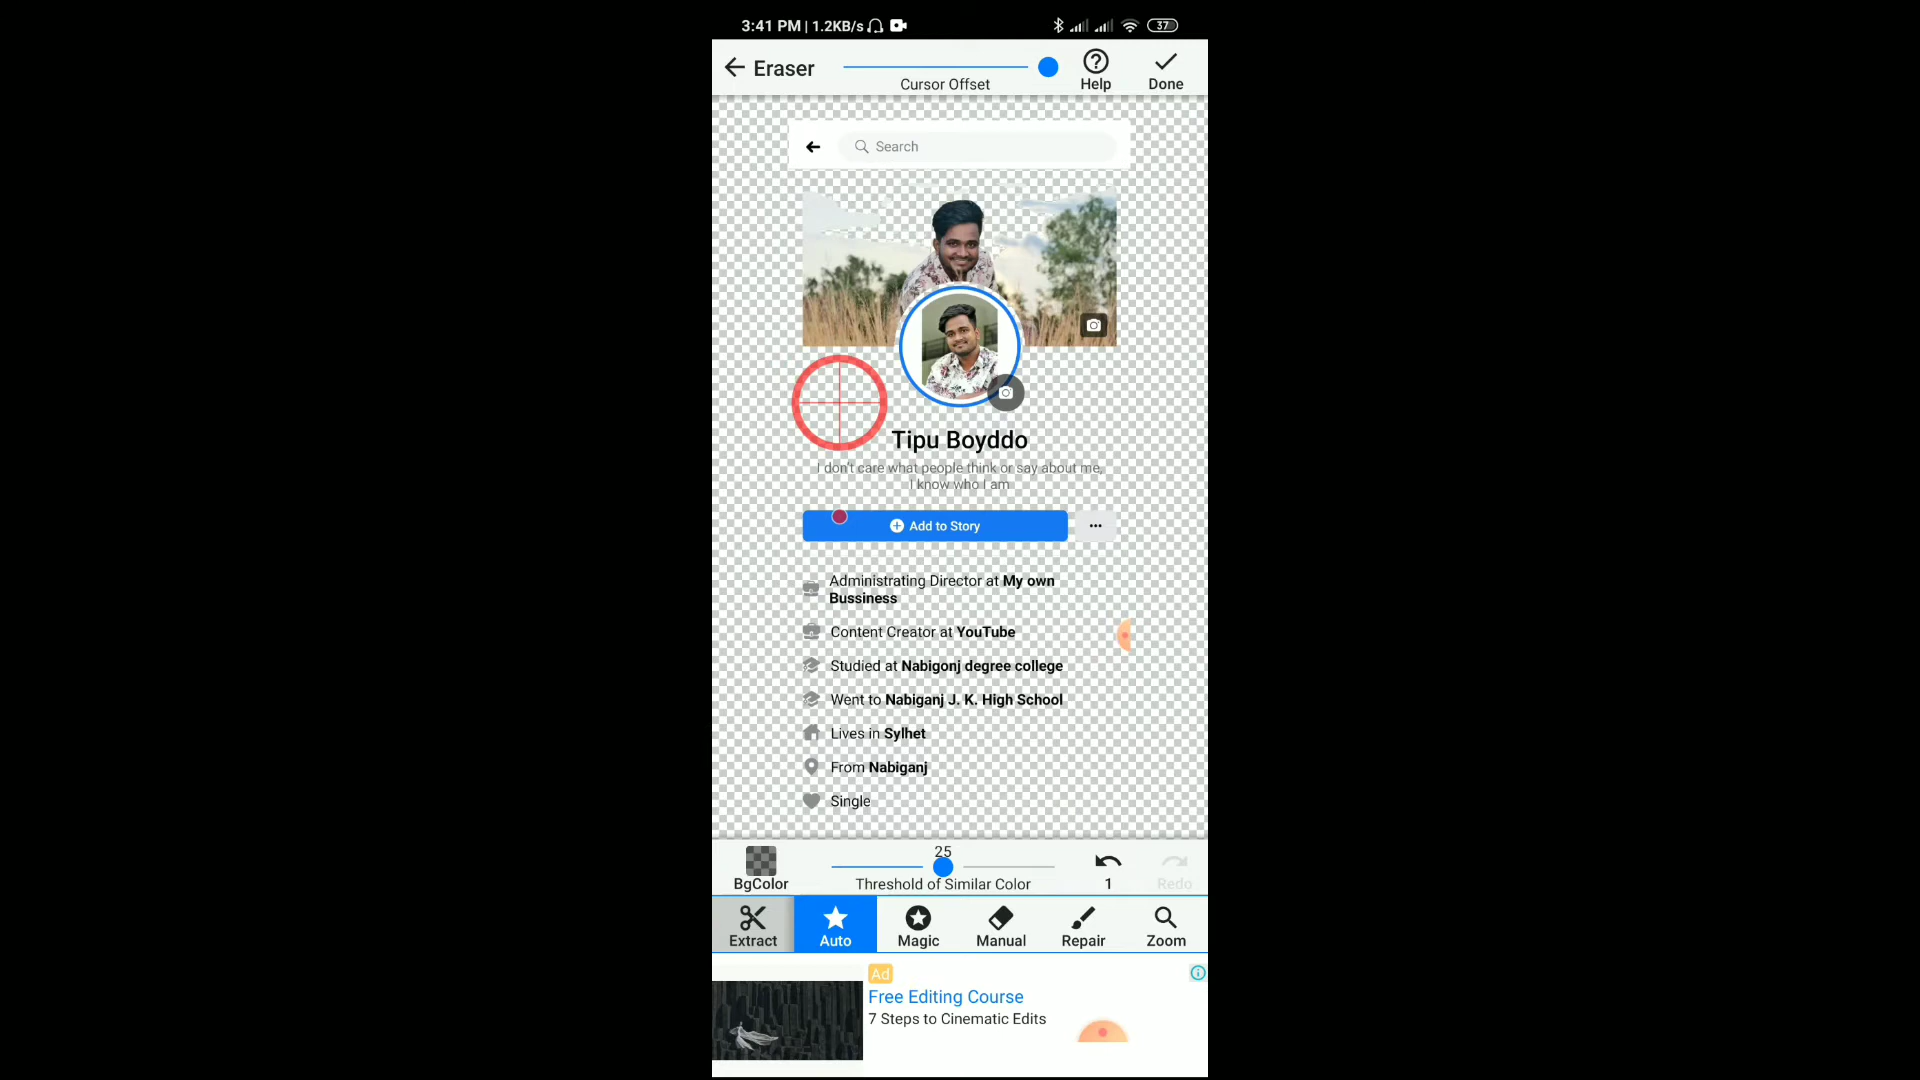 3:41 PM | 1.2KB/s
37
Eraser
Cursor Offset
Help
Done
Search
Tipu Boyddo
I don't care what people think or say about me,
I know who I am
Add to Story
Administrating Director at My own
Bussiness
Content Creator at YouTube
Studied at Nabigonj degree college
Went to Nabiganj J. K. High School
Lives in Sylhet
From Nabiganj
Single
BgColor
25
Threshold of Similar Color
1
Redo
Extract
Auto
Magic
Manual
Repair
Zoom
Ad
Free Editing Course
7 Steps to Cinematic Edits